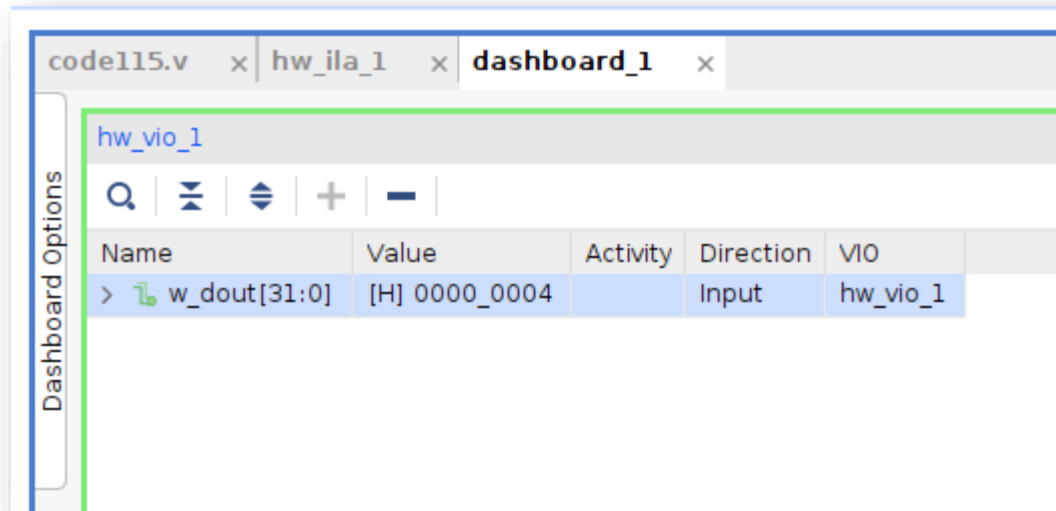 code115.v hw_ila_1 dashboard_1
Dashboard Options
hw_vio_1
Name Value Activity Direction VIO
w_dout[31:0] [H] 0000_0004 Input hw_vio_1